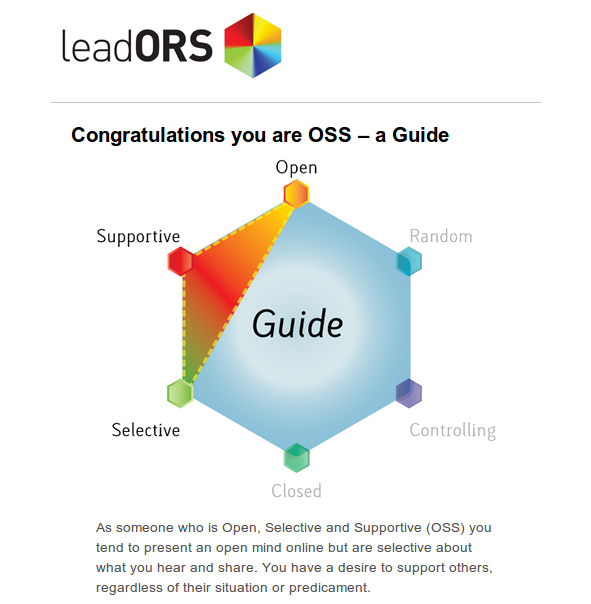 leadORS
Congratulations you are OSS – a Guide
Open
Supportive
Random
Guide
Selective
Controlling
Closed
As someone who is Open, Selective and Supportive (OSS) you
tend to present an open mind online but are selective about
what you hear and share. You have a desire to support others,
regardless of their situation or predicament.